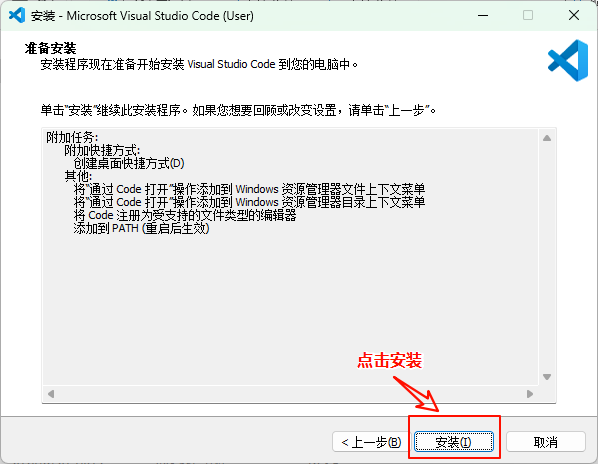 安装 - Microsoft Visual Studio Code (User)
准备安装
安装程序现在准备开始安装 Visual Studio Code 到您的电脑中。
单击“安装”继续此安装程序。如果您想要回顾或改变设置，请单击“上一步”。
附加任务:
附加快捷方式:
创建桌面快捷方式(D)
其他:
将“通过 Code 打开”操作添加到 Windows 资源管理器文件上下文菜单
将“通过 Code 打开”操作添加到 Windows 资源管理器目录上下文菜单
将 Code 注册为受支持的文件类型的编辑器
添加到 PATH (重启后生效)
点击安装
< 上一步(B) 安装(I) 取消